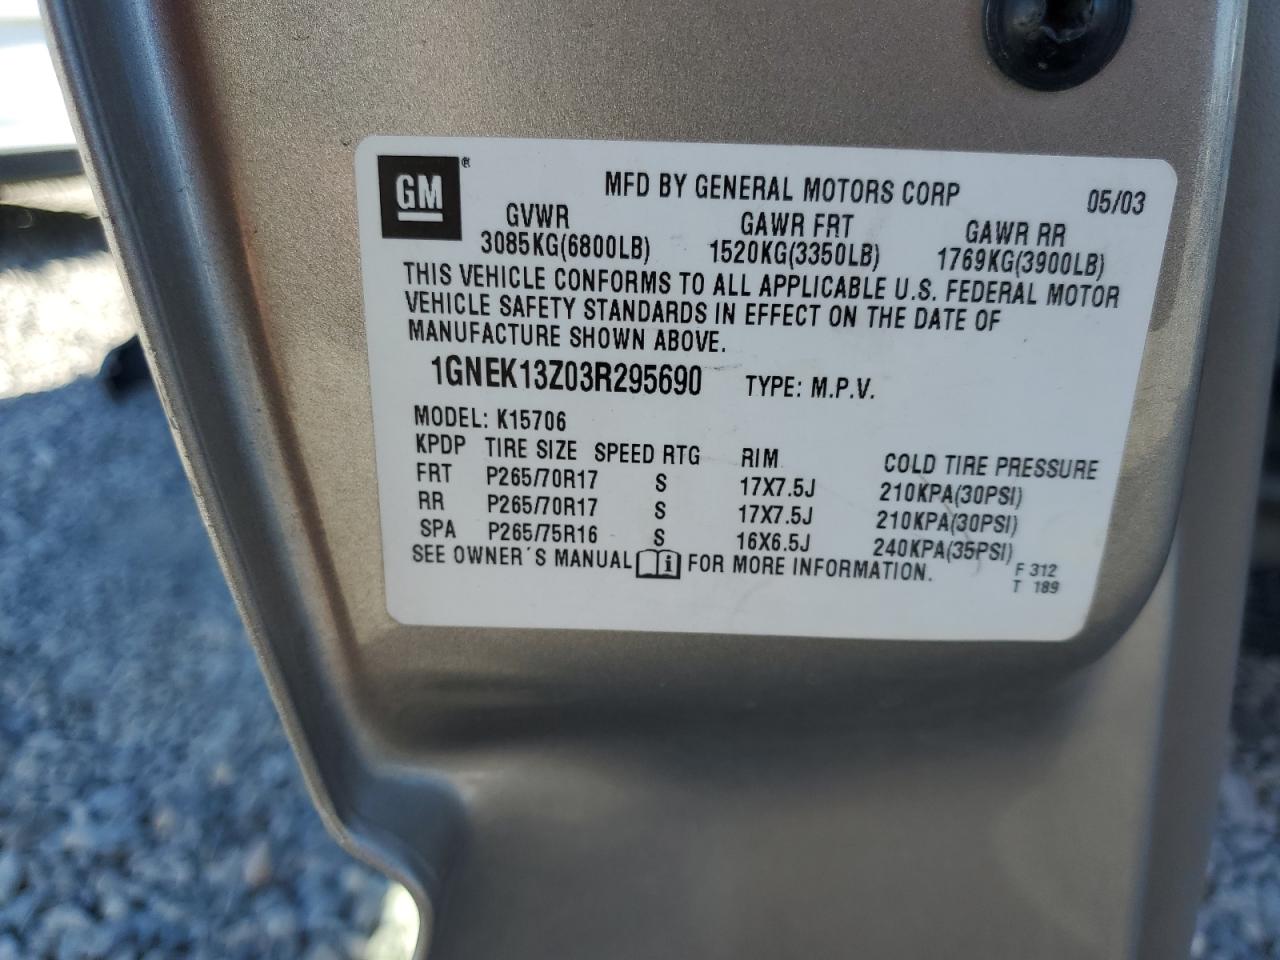 GM ®
MFD BY GENERAL MOTORS CORP 05/03
GVWR GAWR FRT GAWR RR
3085KG(6800LB) 1520KG(3350LB) 1769KG(3900LB)
THIS VEHICLE CONFORMS TO ALL APPLICABLE U.S. FEDERAL MOTOR
VEHICLE SAFETY STANDARDS IN EFFECT ON THE DATE OF
MANUFACTURE SHOWN ABOVE.
1GNEK13Z03R295690 TYPE: M.P.V.
MODEL: K15706
KPDP TIRE SIZE SPEED RTG RIM COLD TIRE PRESSURE
FRT P265/70R17 S 17X7.5J 210KPA(30PSI)
RR P265/70R17 S 17X7.5J 210KPA(30PSI)
SPA P265/75R16 S 16X6.5J 240KPA(35PSI)
SEE OWNER'S MANUAL i FOR MORE INFORMATION. F 312
T 189